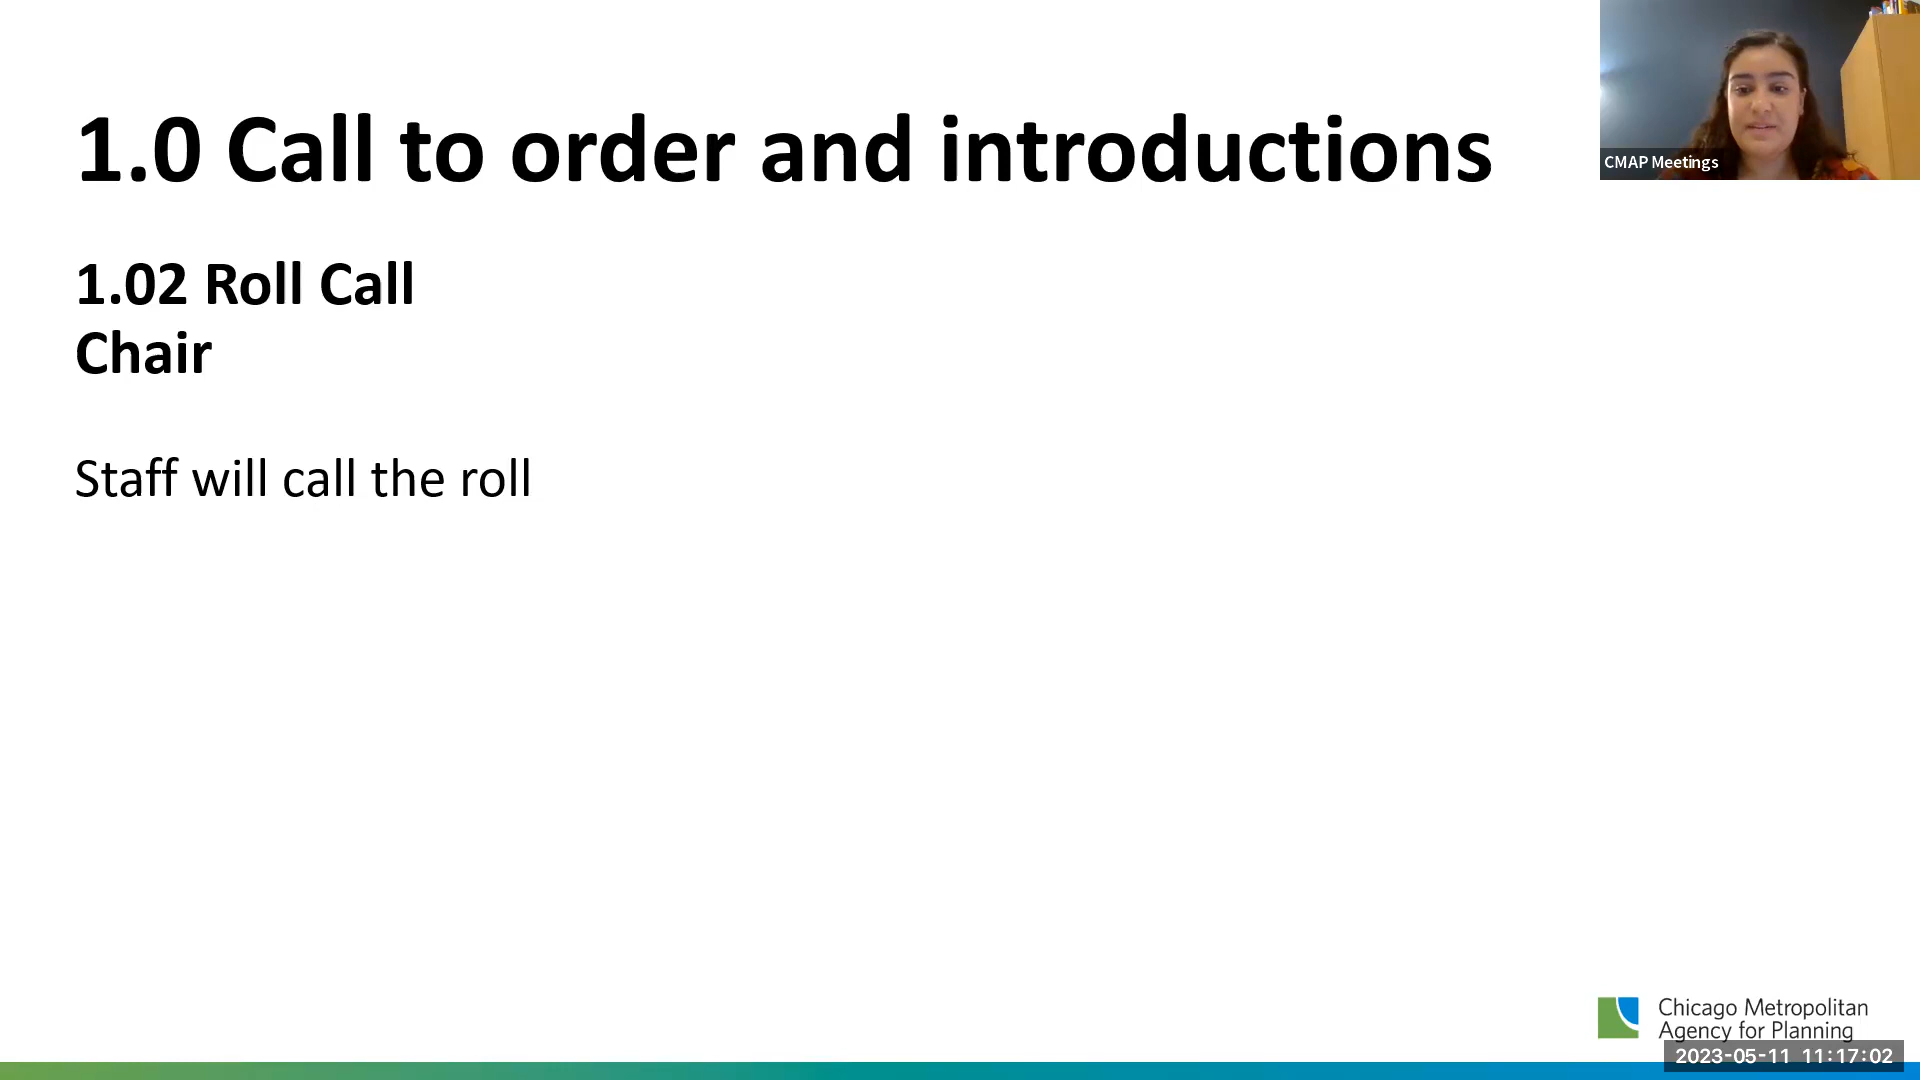 1.0 Call to order and introductions
CMAP Meetings
1.02 Roll Call
Chair
Staff will call the roll
Chicago Metropolitan
Agency for Planning
2023-05-11 11:17:02